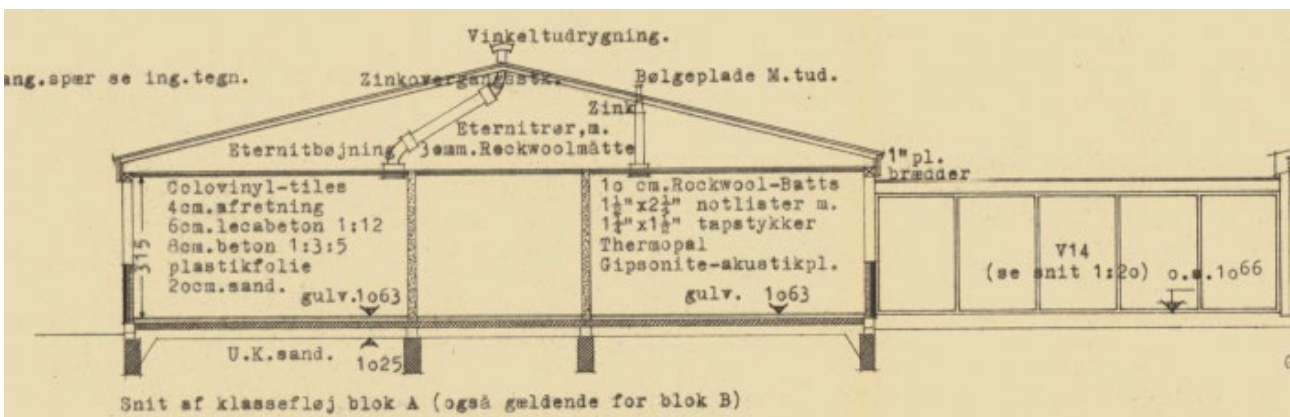 Vinkeltudrygning.
ang.spær se ing.tegn.
Zinkovergangsstk.
Bølgeplade M.tud.
Zink
Eternitrør,m.
Eternitbøjning
30mm.Rockwoolmåtte
1" pl.
brædder
Colovinyl-tiles
4cm.afretning
6cm.lecabeton 1:12
8cm.beton 1:3:5
plastikfolie
20cm.sand.
315
gulv.1o63
1o cm.Rockwool-Batts
1½"x2½" notlister m.
1¼"x1½" tapstykker
Thermopal
Gipsonite-akustikpl.
gulv. 1o63
V14
(se snit 1:2o)
o.s.1o66
U.K.sand.
1o25
Snit af klassefløj blok A (også gældende for blok B)